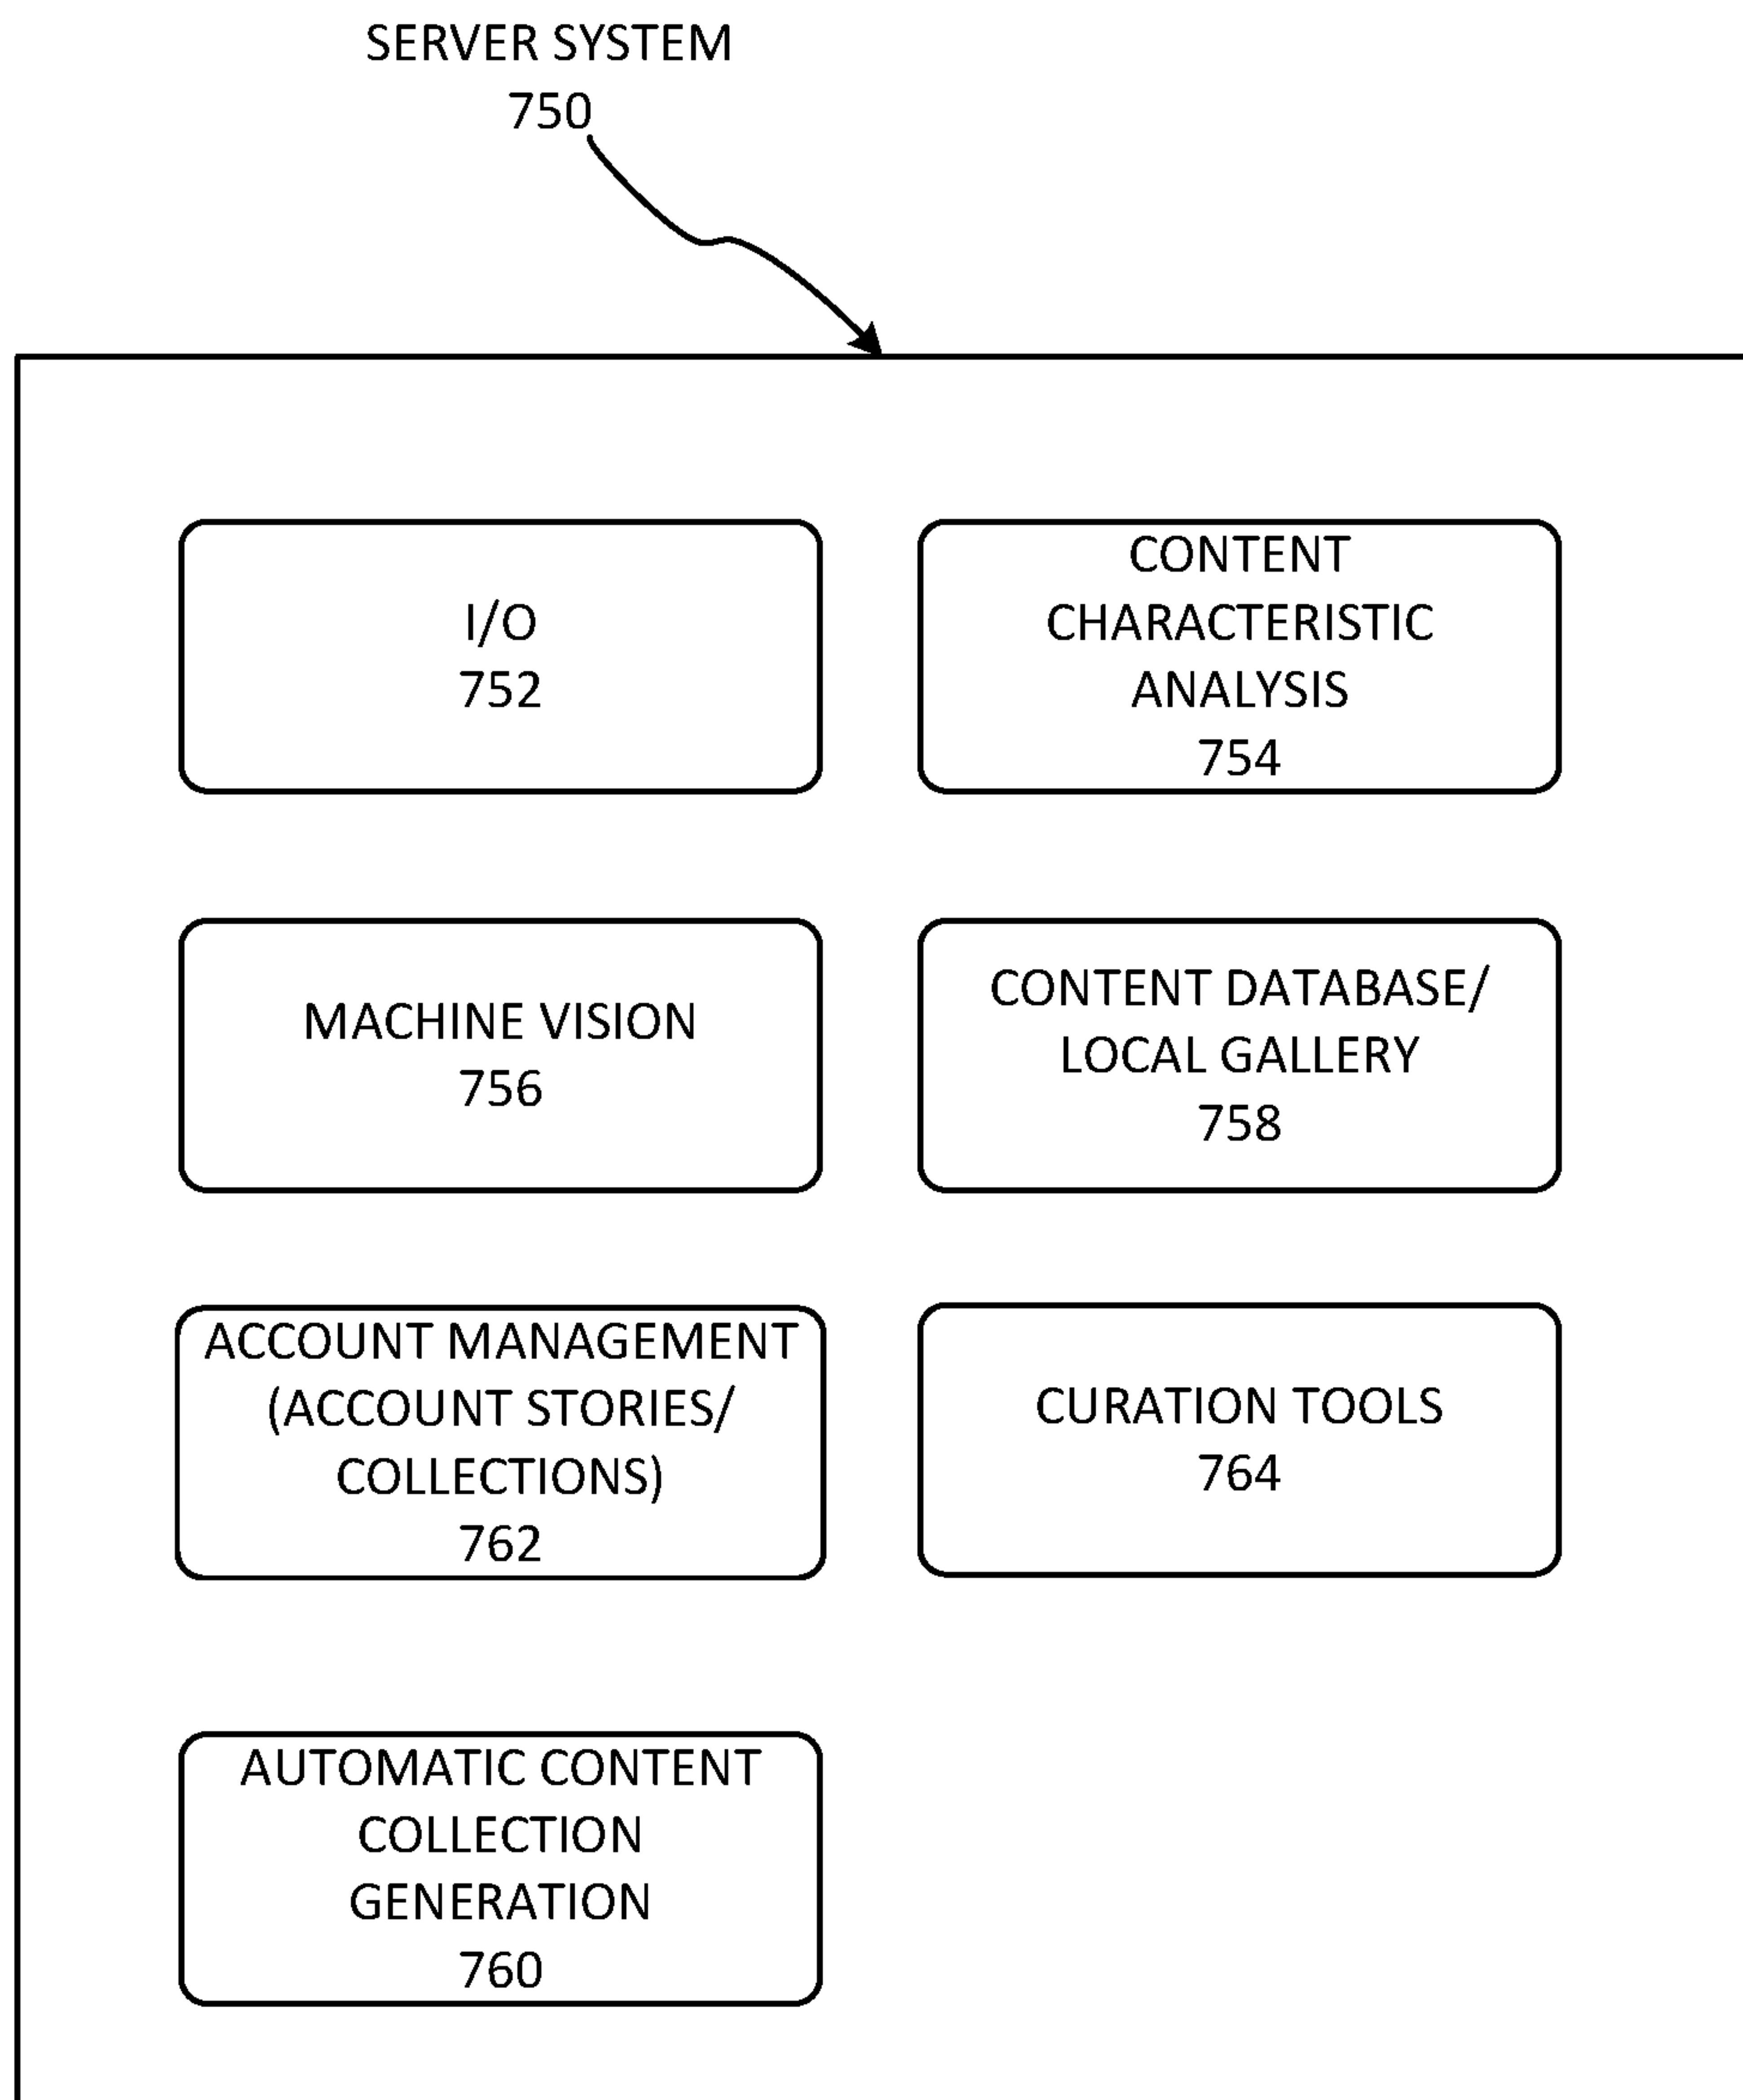 SERVER SYSTEM
750
I/O
752
CONTENT
CHARACTERISTIC
ANALYSIS
754
MACHINE VISION
756
CONTENT DATABASE/
LOCAL GALLERY
758
ACCOUNT MANAGEMENT
(ACCOUNT STORIES/
COLLECTIONS)
762
CURATION TOOLS
764
AUTOMATIC CONTENT
COLLECTION
GENERATION
760